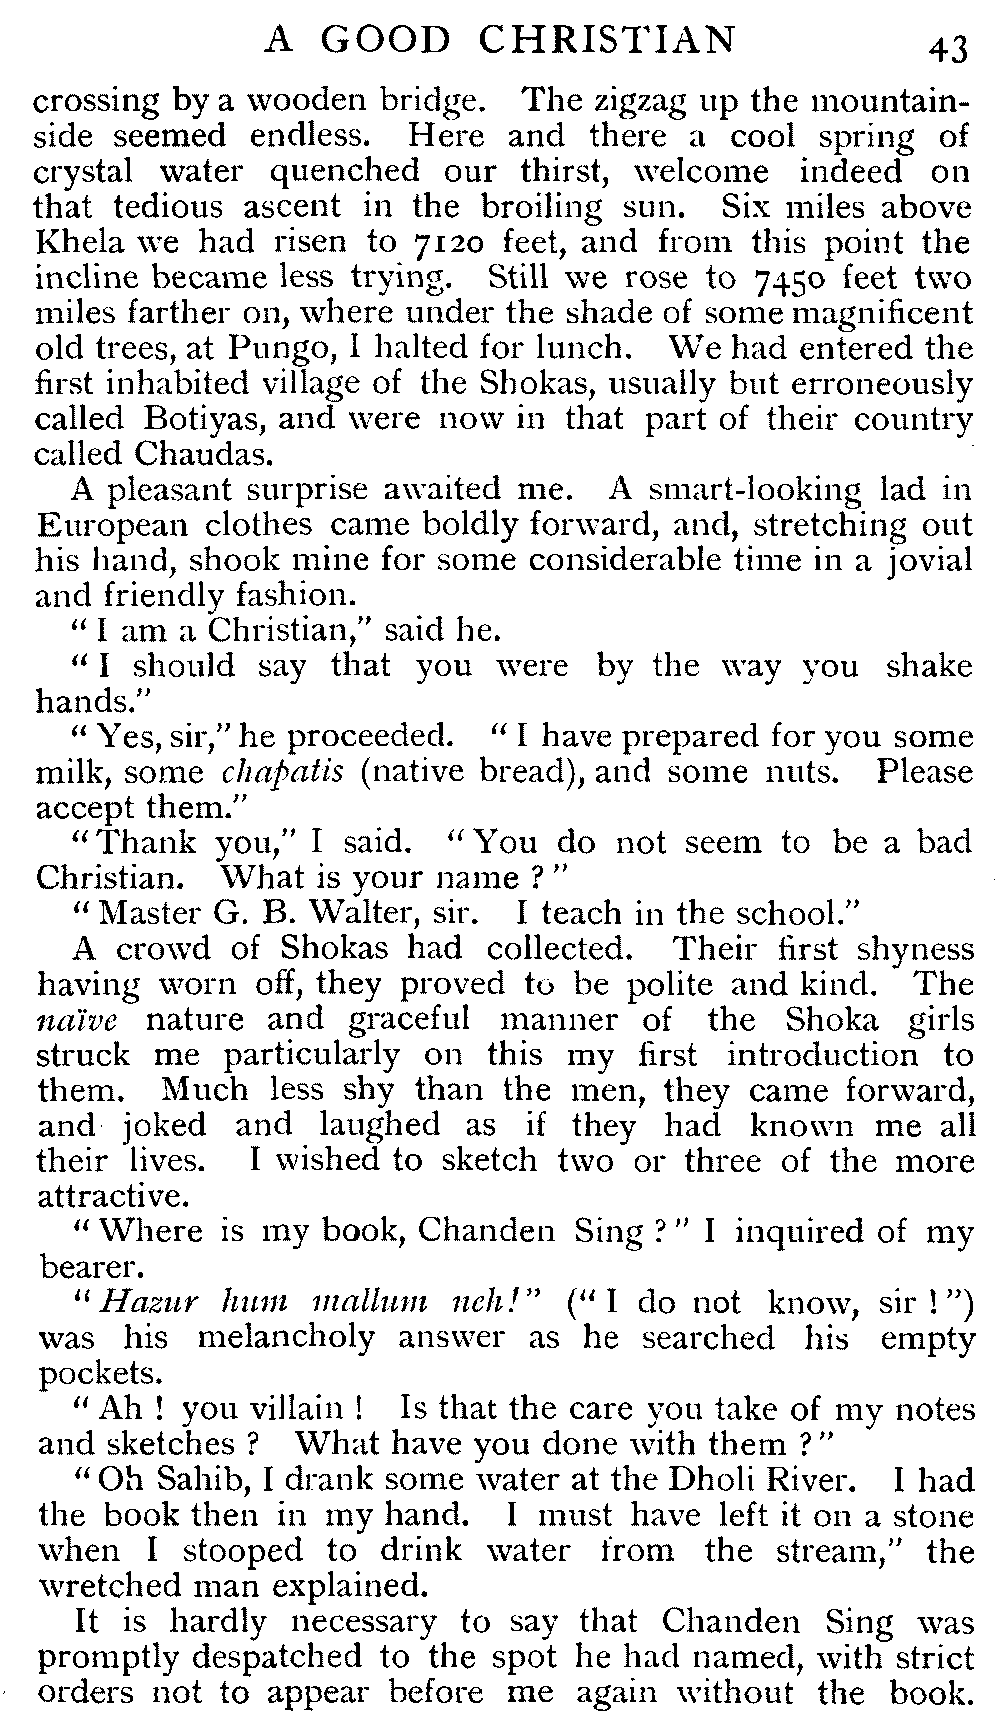 A GOOD CHRISTIAN 43
crossing by a wooden bridge. The zigzag up the mountain-
side seemed endless. Here and there a cool spring of
crystal water quenched our thirst, welcome indeed on
that tedious ascent in the broiling sun. Six miles above
Khela we had risen to 7120 feet, and from this point the
incline became less trying. Still we rose to 7450 feet two
miles farther on, where under the shade of some magnificent
old trees, at Pungo, I halted for lunch. We had entered the
first inhabited village of the Shokas, usually but erroneously
called Botiyas, and were now in that part of their country
called Chaudas.
A pleasant surprise awaited me. A smart-looking lad in
European clothes came boldly forward, and, stretching out
his hand, shook mine for some considerable time in a jovial
and friendly fashion.
"I am a Christian," said he.
"I should say that you were by the way you shake
hands."
"Yes, sir," he proceeded. "I have prepared for you some
milk, some chapatis (native bread), and some nuts. Please
accept them."
"Thank you," I said. "You do not seem to be a bad
Christian. What is your name?"
"Master G. B. Walter, sir. I teach in the school."
A crowd of Shokas had collected. Their first shyness
having worn off, they proved to be polite and kind. The
naïve nature and graceful manner of the Shoka girls
struck me particularly on this my first introduction to
them. Much less shy than the men, they came forward,
and joked and laughed as if they had known me all
their lives. I wished to sketch two or three of the more
attractive.
"Where is my book, Chanden Sing?" I inquired of my
bearer.
"Hazur hum mallum neh!" ("I do not know, sir!")
was his melancholy answer as he searched his empty
pockets.
"Ah! you villain! Is that the care you take of my notes
and sketches? What have you done with them?"
"Oh Sahib, I drank some water at the Dholi River. I had
the book then in my hand. I must have left it on a stone
when I stooped to drink water from the stream," the
wretched man explained.
It is hardly necessary to say that Chanden Sing was
promptly despatched to the spot he had named, with strict
orders not to appear before me again without the book.